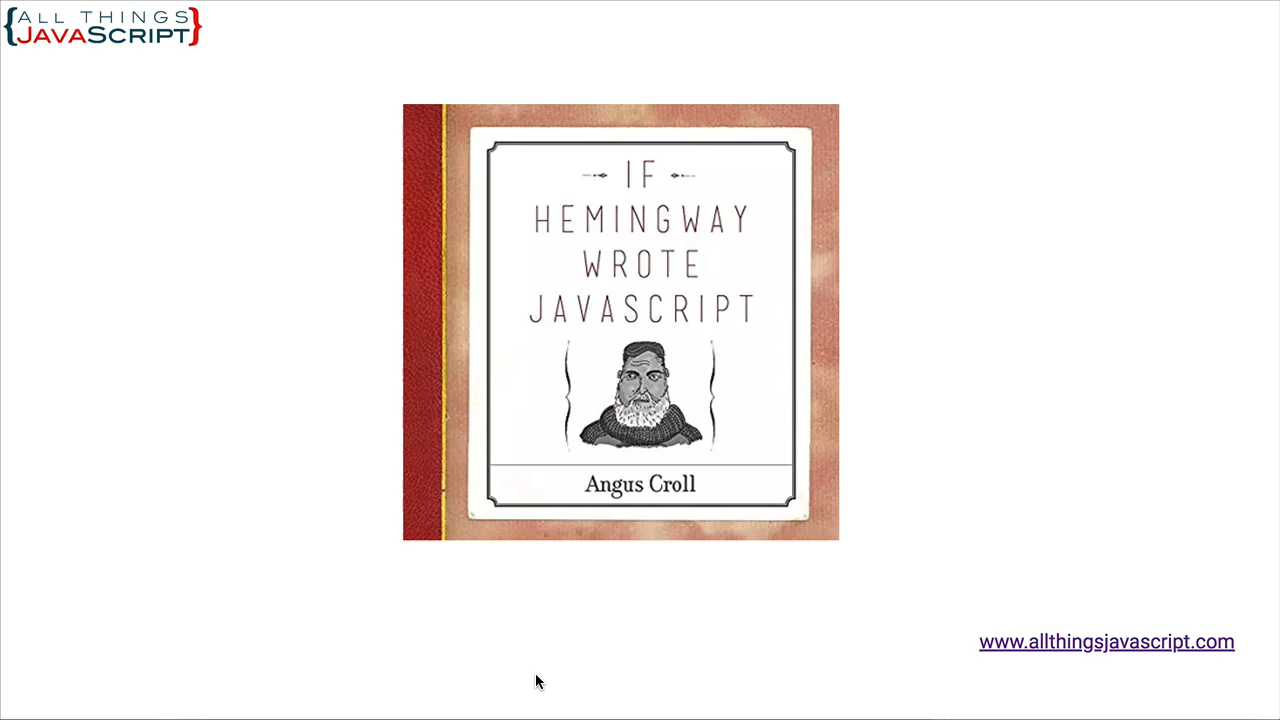 {ALL THINGS
JAVASCRIPT}
IF
HEMINGWAY
WROTE
JAVASCRIPT
Angus Croll
www.allthingsjavascript.com